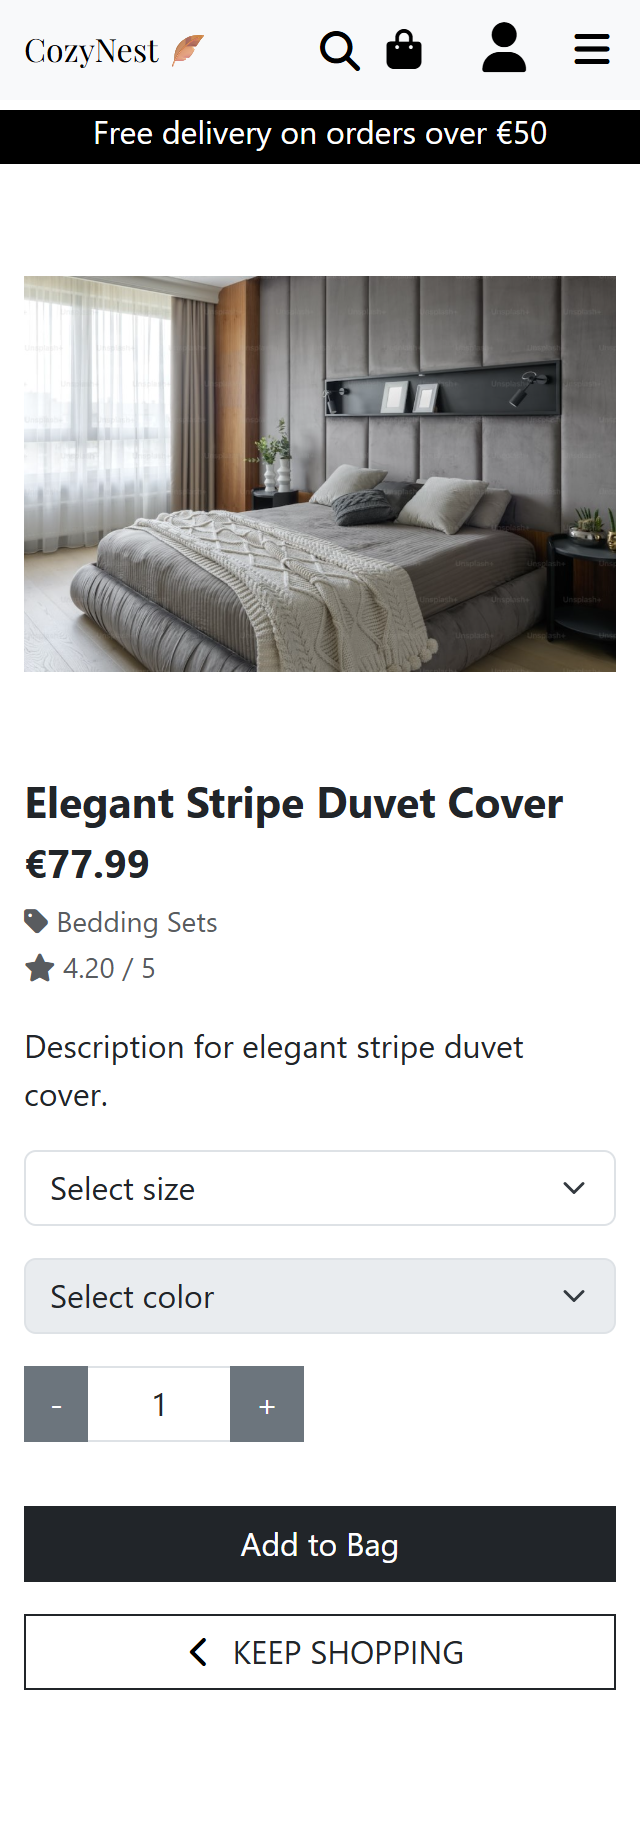 CozyNest
Free delivery on orders over €50
Elegant Stripe Duvet Cover
€77.99
Bedding Sets
4.20 / 5
Description for elegant stripe duvet
cover.
Select size
Select color
- 1 +
Add to Bag
KEEP SHOPPING